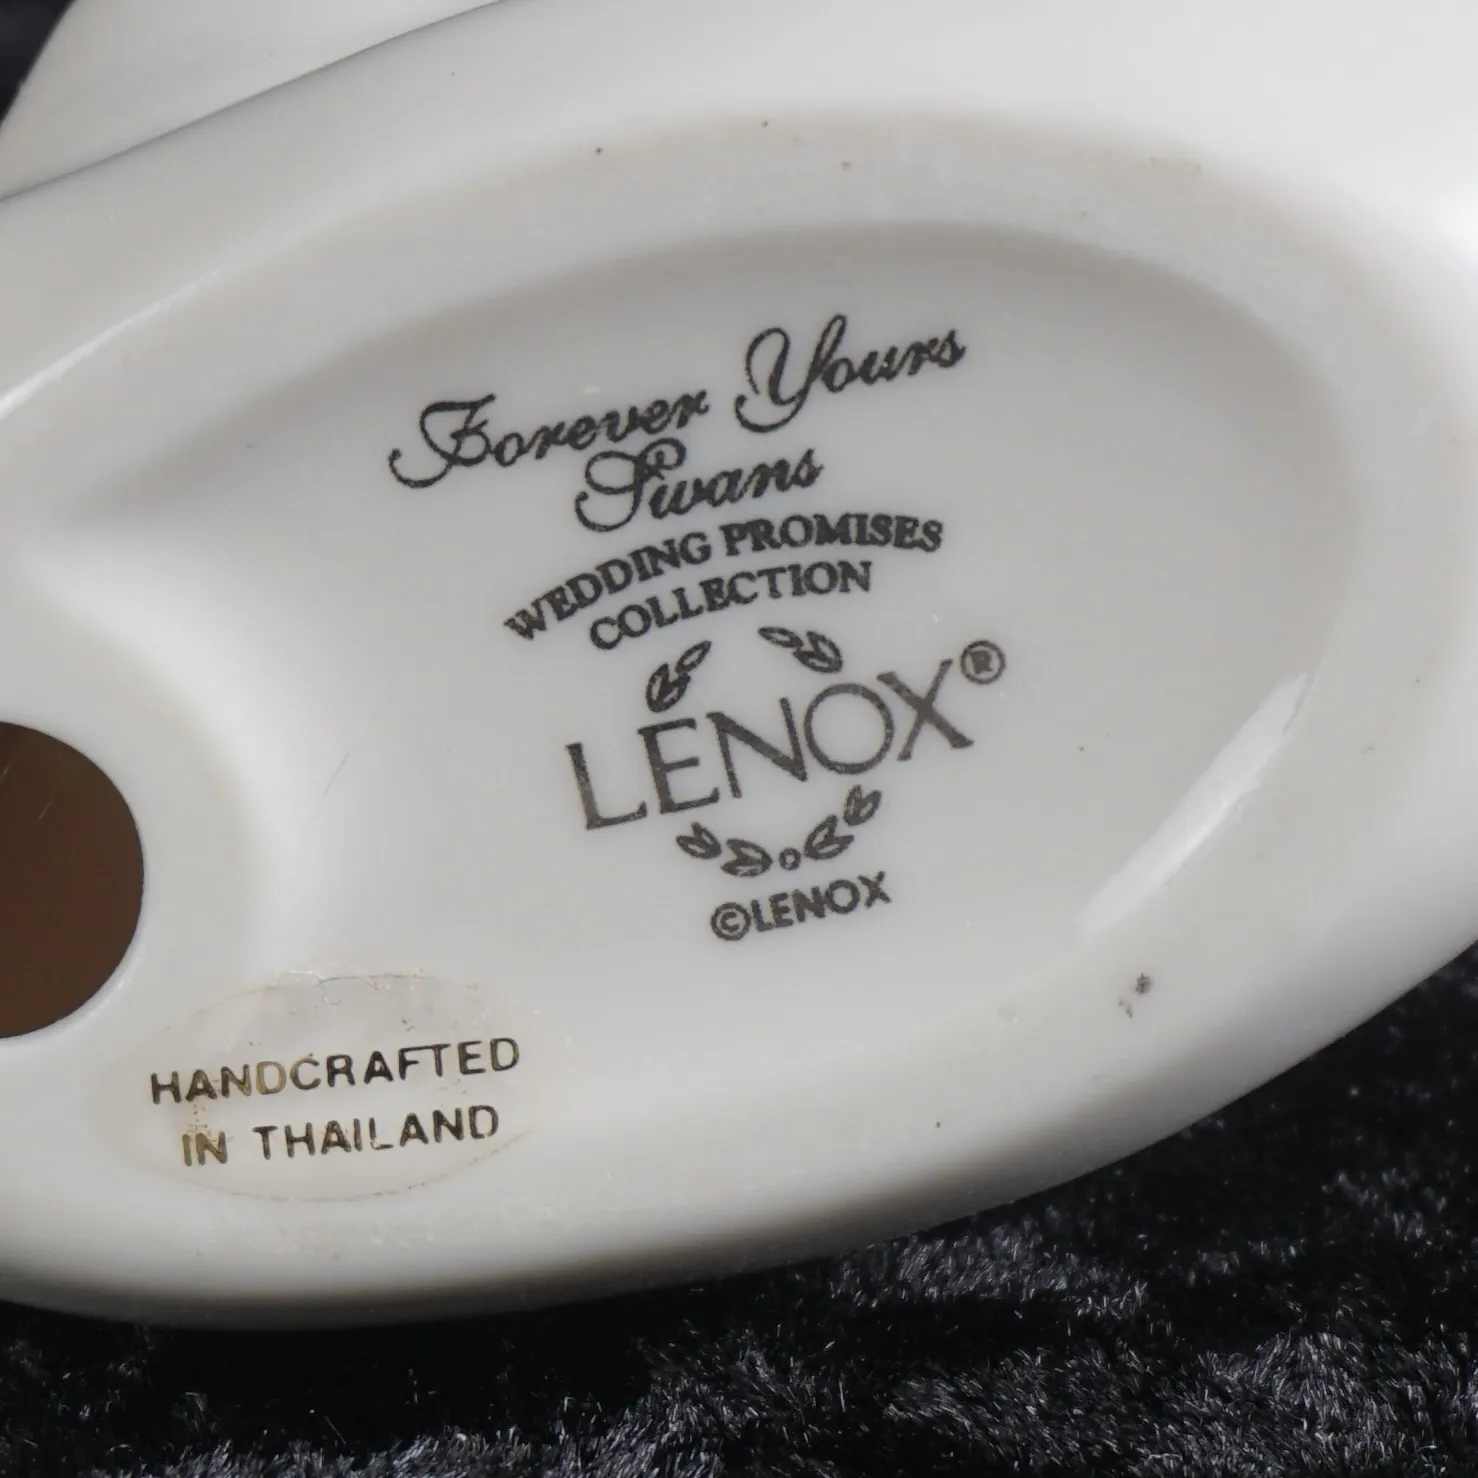 Forever Yours
Swans
WEDDING PROMISES
COLLECTION
LENOX®
©LENOX
HANDCRAFTED
IN THAILAND